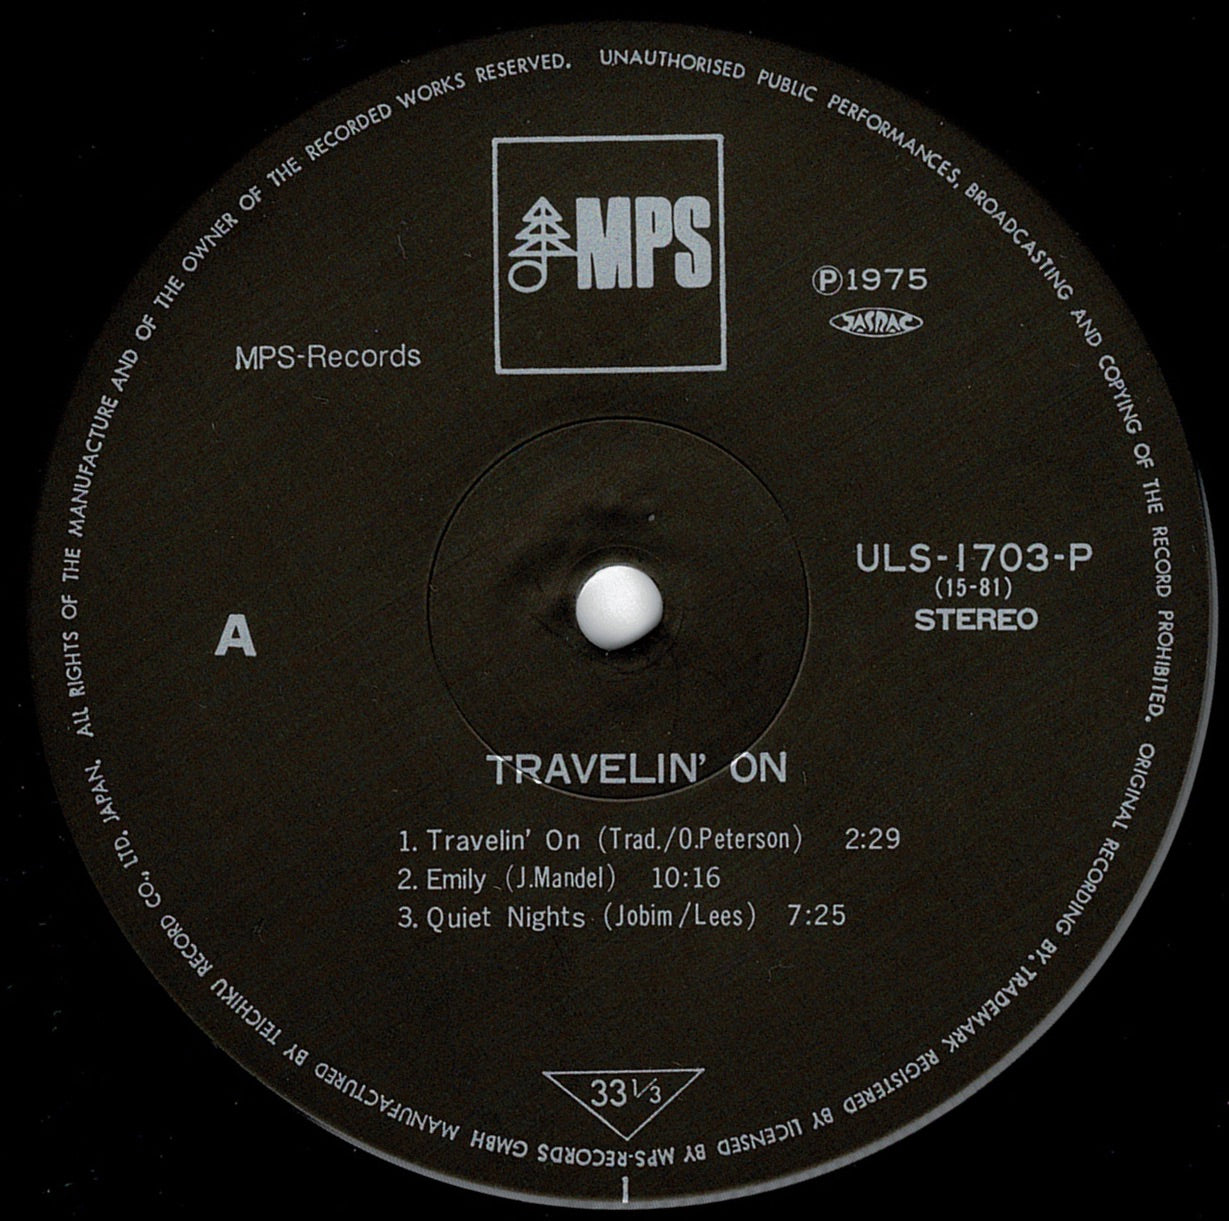 ALL RIGHTS OF THE MANUFACTURE AND OF THE OWNER OF THE RECORDED WORKS RESERVED. UNAUTHORISED PUBLIC PERFORMANCES, BROADCASTING AND COPYING OF THE RECORD PROHIBITED. ORIGINAL RECORDING BY. TRADEMARK REGISTERED BY LICENSED BY MPS-RECORDS GMBH MANUFACTURED BY TEICHIKU RECORD CO., LTD. JAPAN.
MPS
Ⓟ1975
JASRAC
MPS-Records
ULS-1703-P
(15-81)
STEREO
A
TRAVELIN' ON
1. Travelin' On (Trad./O.Peterson) 2:29
2. Emily (J.Mandel) 10:16
3. Quiet Nights (Jobim/Lees) 7:25
33 1/3